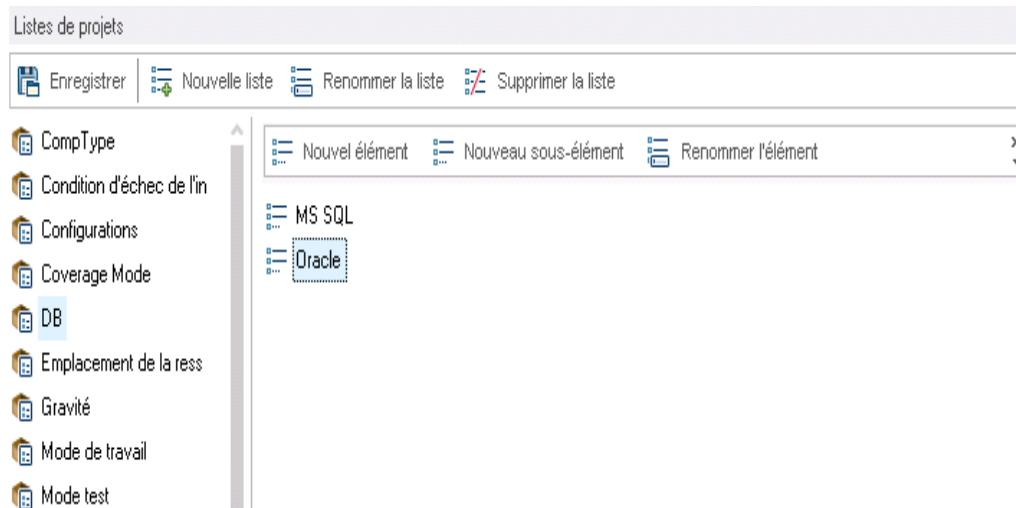 Listes de projets
Enregistrer Nouvelle liste Renommer la liste Supprimer la liste
CompType
Condition d'échec de l'in
Configurations
Coverage Mode
DB
Emplacement de la ress
Gravité
Mode de travail
Mode test
Nouvel élément Nouveau sous-élément Renommer l'élément
MS SQL
Oracle